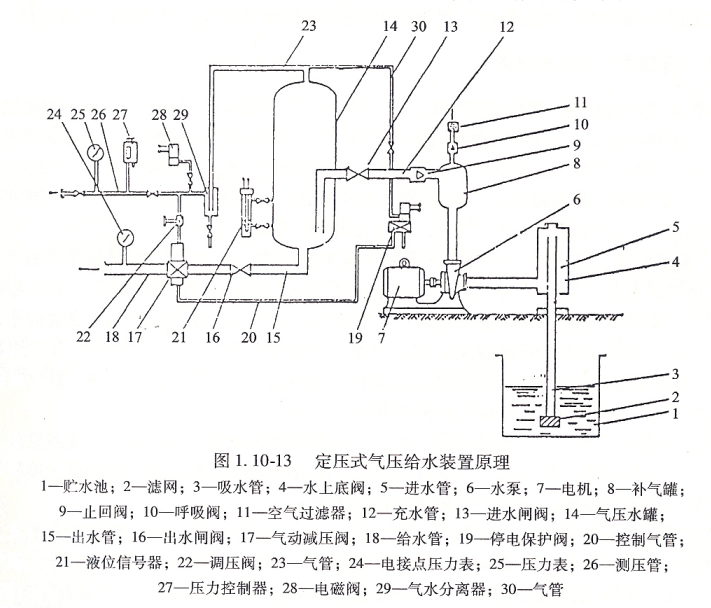 23 14 30 13 12
24 25 26 27 28 29
11
10
9
8
6
5
4
22 18 17 21 16 20 15 19 7
3
2
1
图 1.10-13 定压式气压给水装置原理
1—贮水池；2—滤网；3—吸水管；4—水上底阀；5—进水管；6—水泵；7—电机；8—补气罐；
9—止回阀；10—呼吸阀；11—空气过滤器；12—充水管；13—进水闸阀；14—气压水罐；
15—出水管；16—出水闸阀；17—气动减压阀；18—给水管；19—停电保护阀；20—控制气管；
21—液位信号器；22—调压阀；23—气管；24—电接点压力表；25—压力表；26—测压管；
27—压力控制器；28—电磁阀；29—气水分离器；30—气管